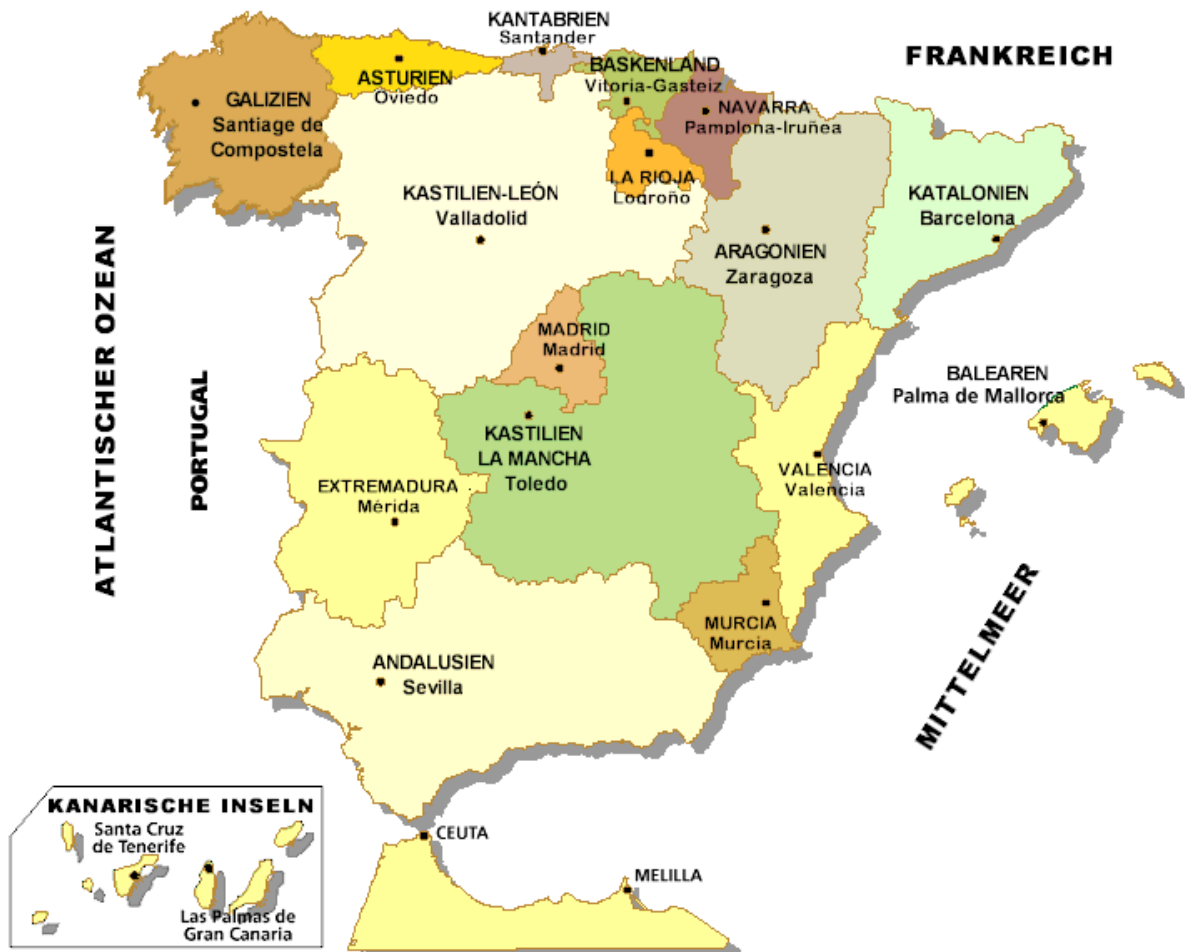 KANTABRIEN
Santander
FRANKREICH
ASTURIEN
Oviedo
BASKENLAND
Vitoria-Gasteiz
GALIZIEN
Santiage de
Compostela
NAVARRA
Pamplona-Iruñea
LA RIOJA
Logroño
KASTILIEN-LEÓN
Valladolid
KATALONIEN
Barcelona
ARAGONIEN
Zaragoza
ATLANTISCHER OZEAN
PORTUGAL
MADRID
Madrid
BALEAREN
Palma de Mallorca
KASTILIEN
LA MANCHA
Toledo
VALENCIA
Valencia
EXTREMADURA
Mérida
MURCIA
Murcia
MITTELMEER
ANDALUSIEN
Sevilla
KANARISCHE INSELN
Santa Cruz
de Tenerife
Las Palmas de
Gran Canaria
CEUTA
MELILLA